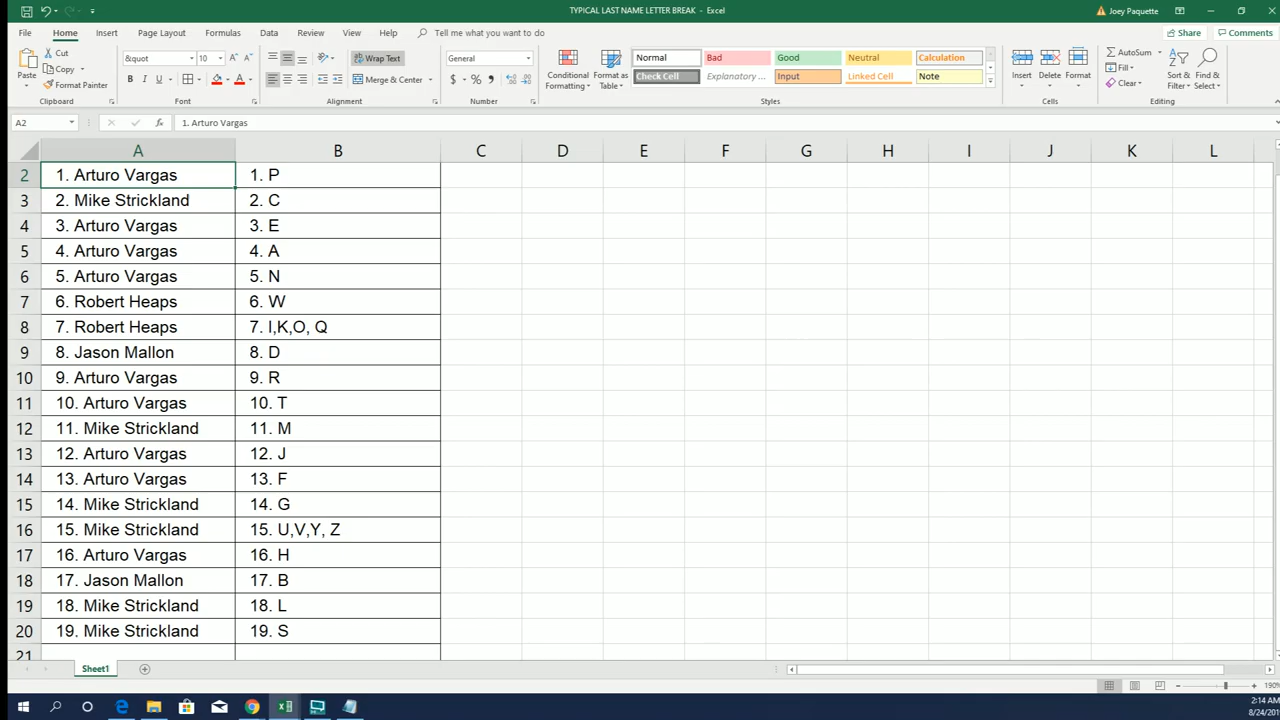 TYPICAL LAST NAME LETTER BREAK - Excel
Joey Paquette
File Home Insert Page Layout Formulas Data Review View Help Tell me what you want to do
Share Comments
Paste Cut Copy Format Painter
&quot 10 A A
B I U A
Wrap Text
Merge & Center
General
$ % ,
Conditional Formatting
Format as Table
Normal Bad Good Neutral Calculation
Check Cell Explanatory ... Input Linked Cell Note
Insert Delete Format
AutoSum
Fill
Clear
Sort & Filter
Find & Select
Clipboard Font Alignment Number Styles Cells Editing
A2 fx 1. Arturo Vargas
A B C D E F G H I J K L
2 1. Arturo Vargas 1. P
3 2. Mike Strickland 2. C
4 3. Arturo Vargas 3. E
5 4. Arturo Vargas 4. A
6 5. Arturo Vargas 5. N
7 6. Robert Heaps 6. W
8 7. Robert Heaps 7. I,K,O, Q
9 8. Jason Mallon 8. D
10 9. Arturo Vargas 9. R
11 10. Arturo Vargas 10. T
12 11. Mike Strickland 11. M
13 12. Arturo Vargas 12. J
14 13. Arturo Vargas 13. F
15 14. Mike Strickland 14. G
16 15. Mike Strickland 15. U,V,Y, Z
17 16. Arturo Vargas 16. H
18 17. Jason Mallon 17. B
19 18. Mike Strickland 18. L
20 19. Mike Strickland 19. S
21
Sheet1
190%
2:14 AM
8/24/201